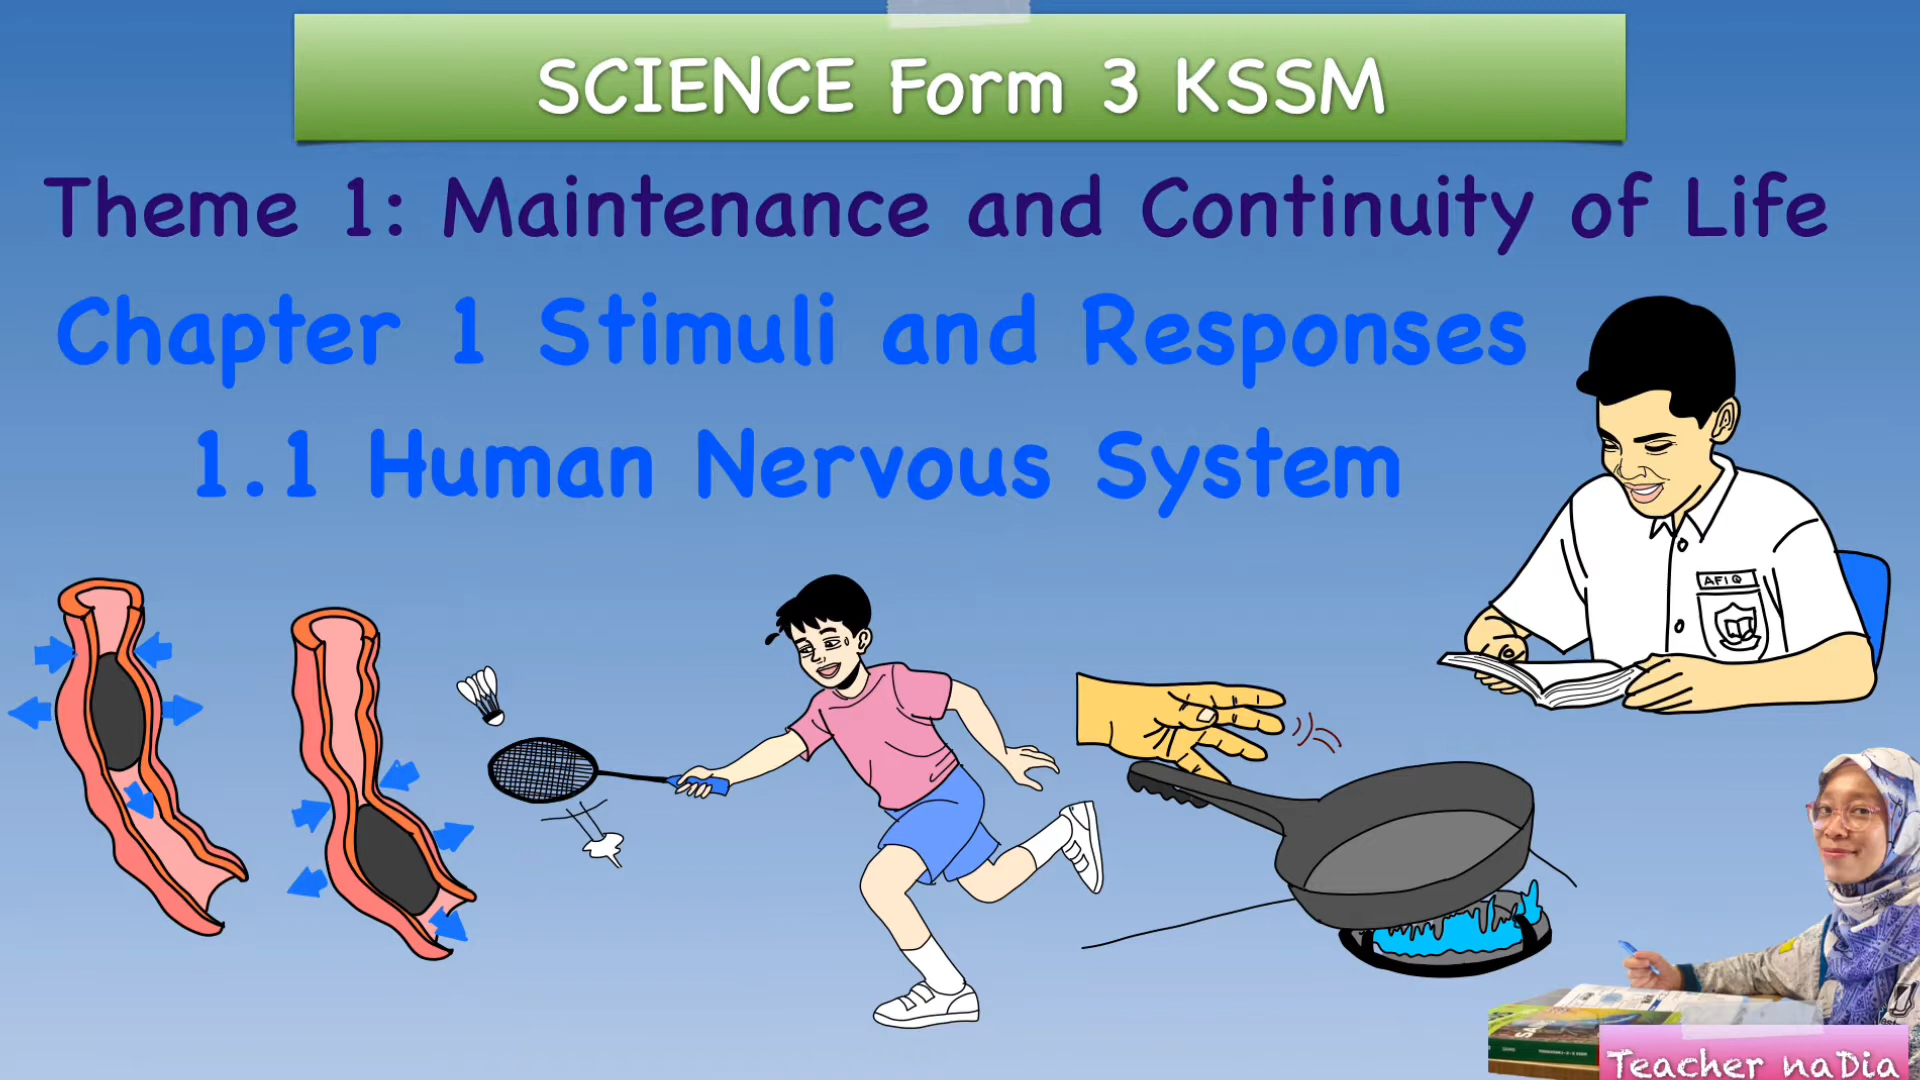 SCIENCE Form 3 KSSM
Theme 1: Maintenance and Continuity of Life
Chapter 1 Stimuli and Responses
1.1 Human Nervous System
AFIQ
Teacher naDia